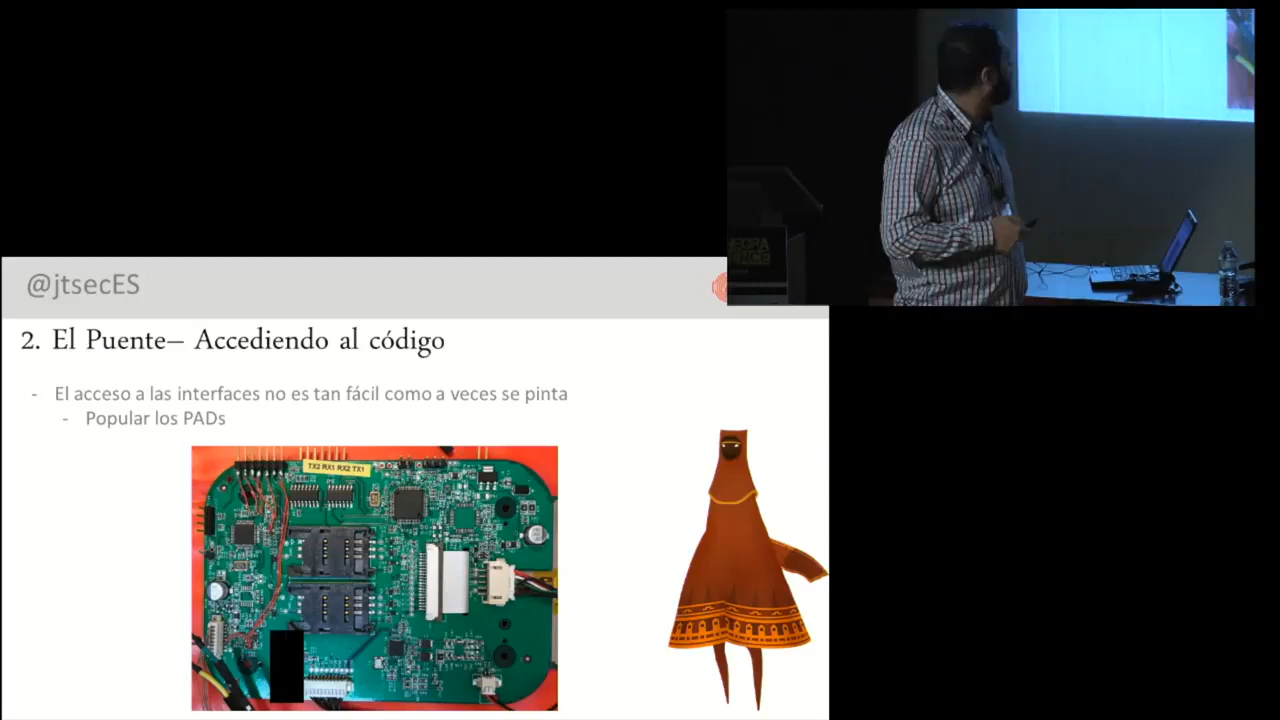 @jtsecES
2. El Puente– Accediendo al código
- El acceso a las interfaces no es tan fácil como a veces se pinta
- Popular los PADs
TX2 RX1 RX2 TX1